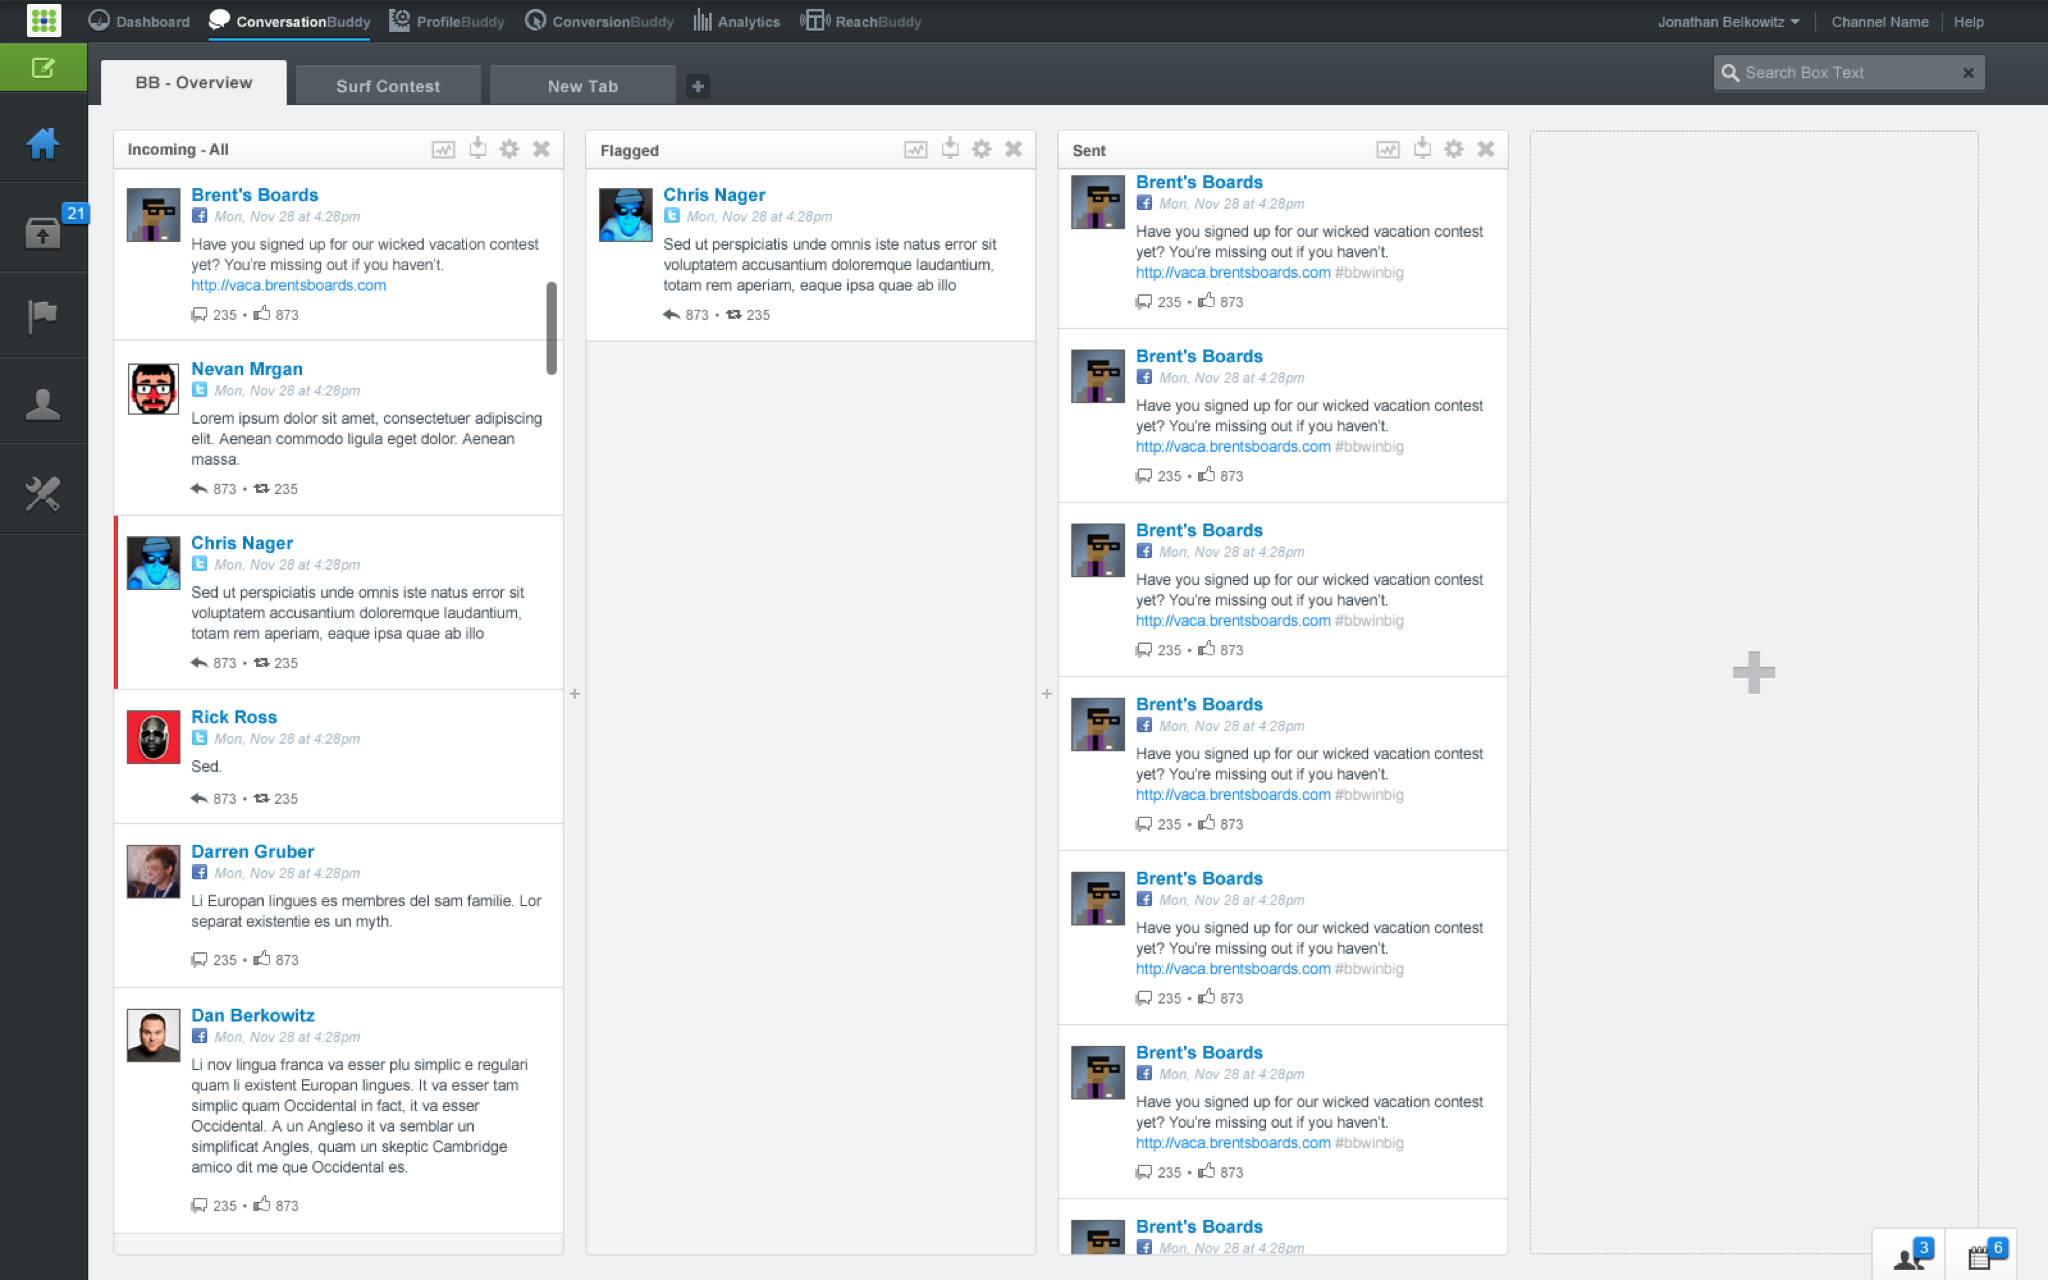 Dashboard
ConversationBuddy
ProfileBuddy
ConversionBuddy
Analytics
ReachBuddy
Jonathan Belkowitz
Channel Name
Help
BB - Overview
Surf Contest
New Tab
Search Box Text
21
Incoming - All
Brent's Boards
Mon, Nov 28 at 4:28pm
Have you signed up for our wicked vacation contest
yet? You're missing out if you haven't.
http://vaca.brentsboards.com
235 • 873
Nevan Mrgan
Mon, Nov 28 at 4:28pm
Lorem ipsum dolor sit amet, consectetuer adipiscing
elit. Aenean commodo ligula eget dolor. Aenean
massa.
873 • 235
Chris Nager
Mon, Nov 28 at 4:28pm
Sed ut perspiciatis unde omnis iste natus error sit
voluptatem accusantium doloremque laudantium,
totam rem aperiam, eaque ipsa quae ab illo
873 • 235
Rick Ross
Mon, Nov 28 at 4:28pm
Sed.
873 • 235
Darren Gruber
Mon, Nov 28 at 4:28pm
Li Europan lingues es membres del sam familie. Lor
separat existentie es un myth.
235 • 873
Dan Berkowitz
Mon, Nov 28 at 4:28pm
Li nov lingua franca va esser plu simplic e regulari
quam li existent Europan lingues. It va esser tam
simplic quam Occidental in fact, it va esser
Occidental. A un Angleso it va semblar un
simplificat Angles, quam un skeptic Cambridge
amico dit me que Occidental es.
235 • 873
Flagged
Chris Nager
Mon, Nov 28 at 4:28pm
Sed ut perspiciatis unde omnis iste natus error sit
voluptatem accusantium doloremque laudantium,
totam rem aperiam, eaque ipsa quae ab illo
873 • 235
Sent
Brent's Boards
Mon, Nov 28 at 4:28pm
Have you signed up for our wicked vacation contest
yet? You're missing out if you haven't.
http://vaca.brentsboards.com #bbwinbig
235 • 873
Brent's Boards
Mon, Nov 28 at 4:28pm
Have you signed up for our wicked vacation contest
yet? You're missing out if you haven't.
http://vaca.brentsboards.com #bbwinbig
235 • 873
Brent's Boards
Mon, Nov 28 at 4:28pm
Have you signed up for our wicked vacation contest
yet? You're missing out if you haven't.
http://vaca.brentsboards.com #bbwinbig
235 • 873
Brent's Boards
Mon, Nov 28 at 4:28pm
Have you signed up for our wicked vacation contest
yet? You're missing out if you haven't.
http://vaca.brentsboards.com #bbwinbig
235 • 873
Brent's Boards
Mon, Nov 28 at 4:28pm
Have you signed up for our wicked vacation contest
yet? You're missing out if you haven't.
http://vaca.brentsboards.com #bbwinbig
235 • 873
Brent's Boards
Mon, Nov 28 at 4:28pm
Have you signed up for our wicked vacation contest
yet? You're missing out if you haven't.
http://vaca.brentsboards.com #bbwinbig
235 • 873
Brent's Boards
Mon, Nov 28 at 4:28pm
3
6